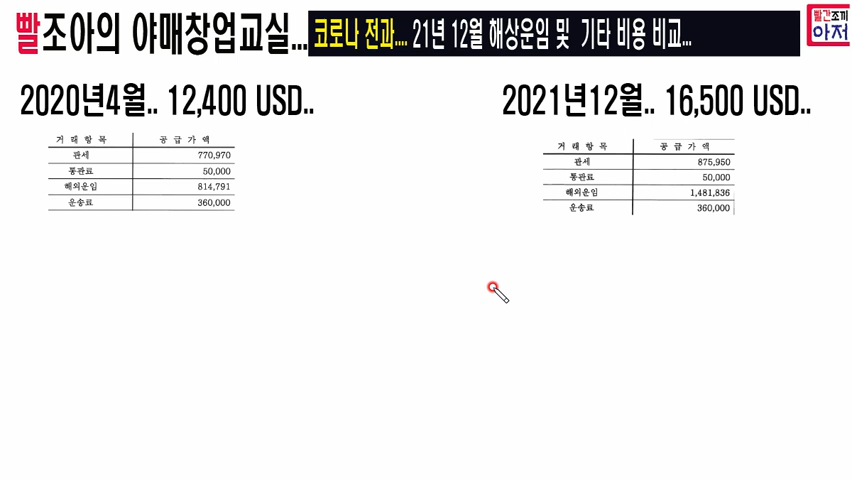 빨조아의 야매창업교실...
코로나 전과.... 21년 12월 해상운임 및 기타 비용 비교...
빨간조끼
아저
2020년4월.. 12,400 USD..
거 래 항 목 공 급 가 액
관세 770,970
통관료 50,000
해외운임 814,791
운송료 360,000
2021년12월.. 16,500 USD..
거 래 항 목 공 급 가 액
관세 875,950
통관료 50,000
해외운임 1,481,836
운송료 360,000